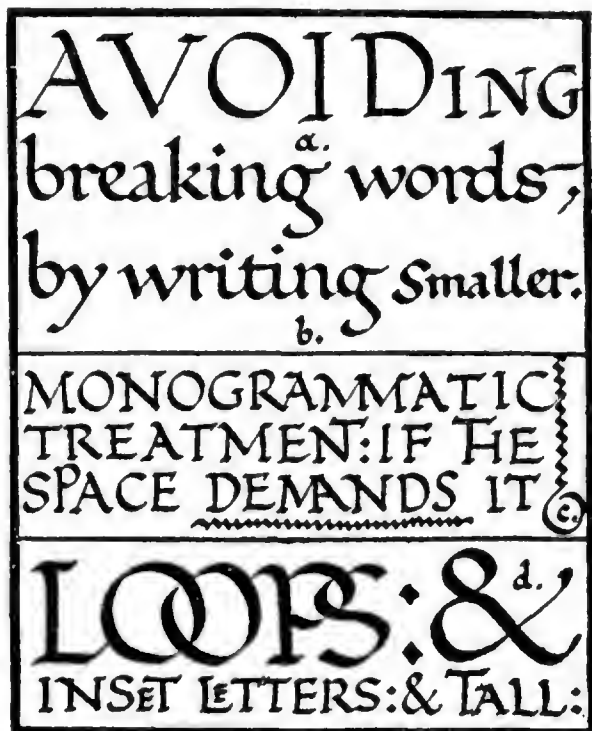 AVOIDING
a.
breaking words,
by writing smaller.
b.
MONOGRAMMATIC
TREATMENT: IF THE
SPACE DEMANDS IT
c.
LOOPS: &
d.
INSET LETTERS: & TALL: